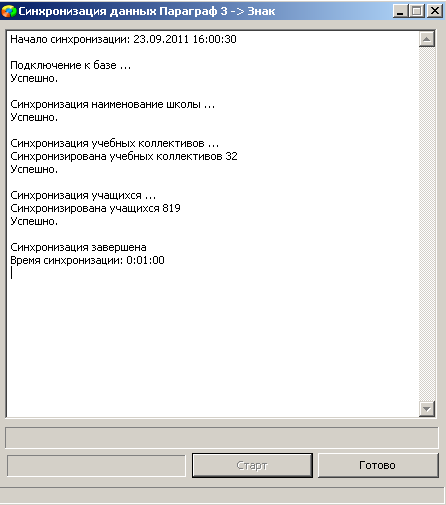 Синхронизация данных Параграф 3 -> Знак
Начало синхронизации: 23.09.2011 16:00:30
Подключение к базе ...
Успешно.
Синхронизация наименование школы ...
Успешно.
Синхронизация учебных коллективов ...
Синхронизирована учебных коллективов 32
Успешно.
Синхронизация учащихся ...
Синхронизирована учащихся 819
Успешно.
Синхронизация завершена
Время синхронизации: 0:01:00
Старт
Готово